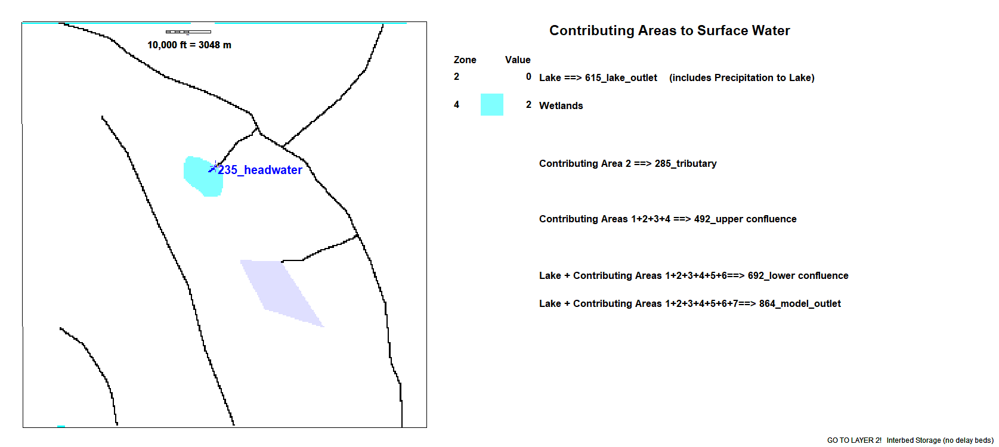 10,000 ft = 3048 m
235_headwater
Contributing Areas to Surface Water
Zone Value
2 0 Lake ==> 615_lake_outlet (includes Precipitation to Lake)
4 2 Wetlands
Contributing Area 2 ==> 285_tributary
Contributing Areas 1+2+3+4 ==> 492_upper confluence
Lake + Contributing Areas 1+2+3+4+5+6==> 692_lower confluence
Lake + Contributing Areas 1+2+3+4+5+6+7==> 864_model_outlet
GO TO LAYER 2! Interbed Storage (no delay beds)